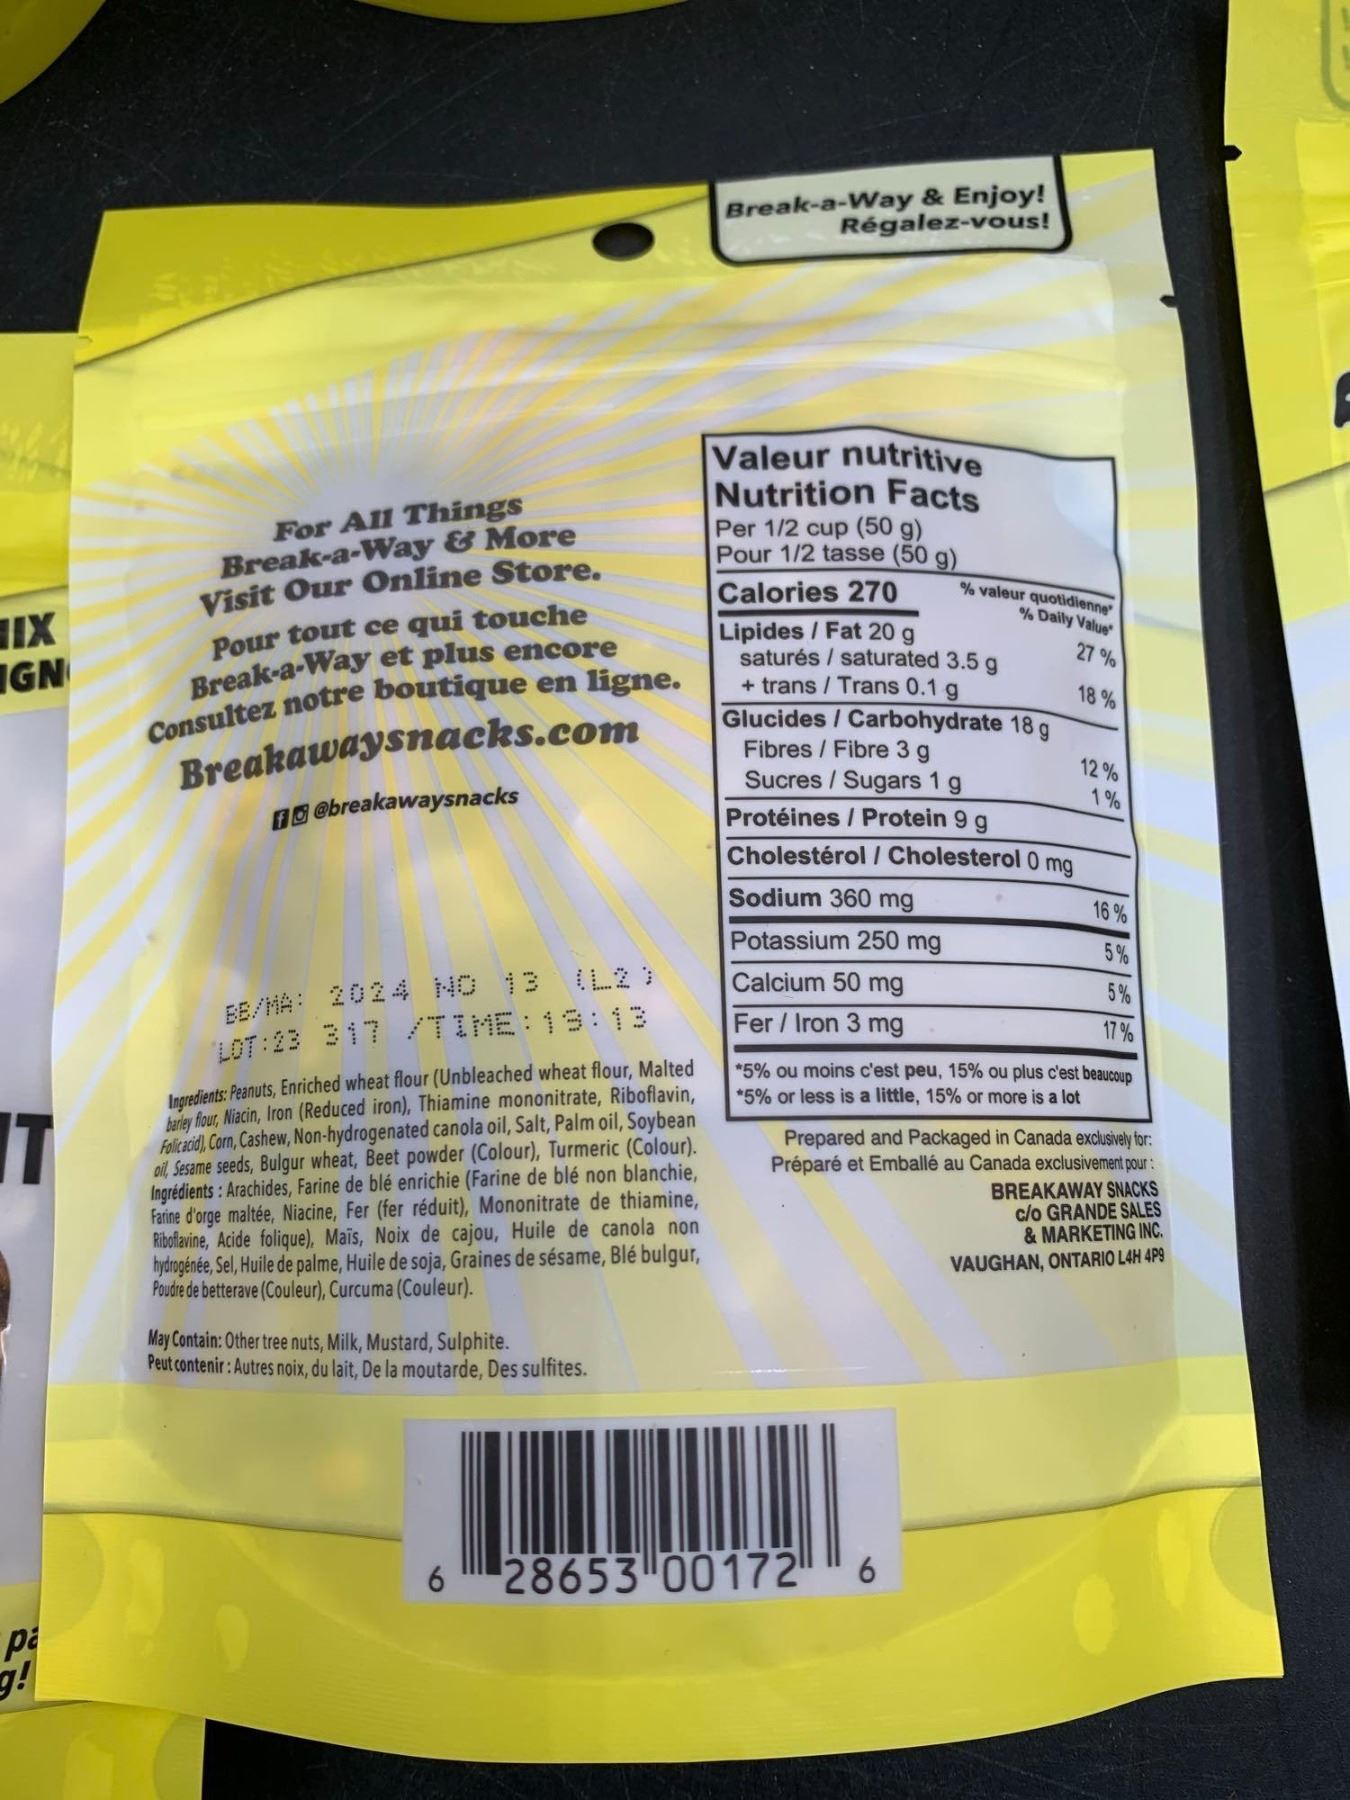 Break-a-Way & Enjoy!
Régalez-vous!
For All Things
Break-a-Way & More
Visit Our Online Store.
Pour tout ce qui touche
Break-a-Way et plus encore
Consultez notre boutique en ligne.
Breakawaysnacks.com
@breakawaysnacks
BB/MA: 2024 NO 13 (L2)
LOT:23 317 /TIME:19:13
Ingredients: Peanuts, Enriched wheat flour (Unbleached wheat flour, Malted
barley flour, Niacin, Iron (Reduced iron), Thiamine mononitrate, Riboflavin,
Folicacid), Corn, Cashew, Non-hydrogenated canola oil, Salt, Palm oil, Soybean
oil, Sesame seeds, Bulgur wheat, Beet powder (Colour), Turmeric (Colour).
Ingrédients : Arachides, Farine de blé enrichie (Farine de blé non blanchie,
Farine d'orge maltée, Niacine, Fer (fer réduit), Mononitrate de thiamine,
Riboflavine, Acide folique), Maïs, Noix de cajou, Huile de canola non
hydrogénée, Sel, Huile de palme, Huile de soja, Graines de sésame, Blé bulgur,
Poudre de betterave (Couleur), Curcuma (Couleur).
May Contain: Other tree nuts, Milk, Mustard, Sulphite.
Peut contenir : Autres noix, du lait, De la moutarde, Des sulfites.
Valeur nutritive
Nutrition Facts
Per 1/2 cup (50 g)
Pour 1/2 tasse (50 g)
Calories 270
% valeur quotidienne*
% Daily Value*
Lipides / Fat 20 g 27 %
saturés / saturated 3.5 g
+ trans / Trans 0.1 g 18 %
Glucides / Carbohydrate 18 g
Fibres / Fibre 3 g 12 %
Sucres / Sugars 1 g 1 %
Protéines / Protein 9 g
Cholestérol / Cholesterol 0 mg
Sodium 360 mg 16 %
Potassium 250 mg 5 %
Calcium 50 mg 5 %
Fer / Iron 3 mg 17 %
*5% ou moins c'est peu, 15% ou plus c'est beaucoup
*5% or less is a little, 15% or more is a lot
Prepared and Packaged in Canada exclusively for:
Préparé et Emballé au Canada exclusivement pour :
BREAKAWAY SNACKS
c/o GRANDE SALES
& MARKETING INC.
VAUGHAN, ONTARIO L4H 4P9
6 28653 00172 6